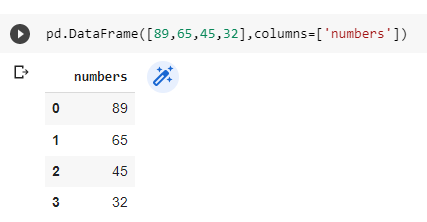 pd.DataFrame([89,65,45,32],columns=['numbers'])
numbers
0 89
1 65
2 45
3 32